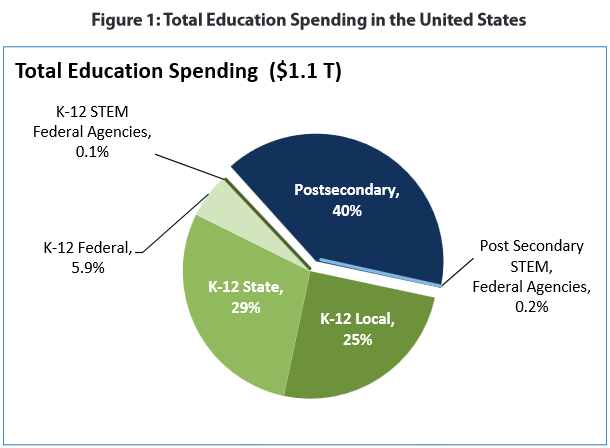 Figure 1: Total Education Spending in the United States
Total Education Spending  ($1.1 T)
K-12 STEM
Federal Agencies,
0.1%
Postsecondary,
40%
K-12 Federal,
5.9%
Post Secondary
STEM,
Federal Agencies,
0.2%
K-12 State,
29%
K-12 Local,
25%